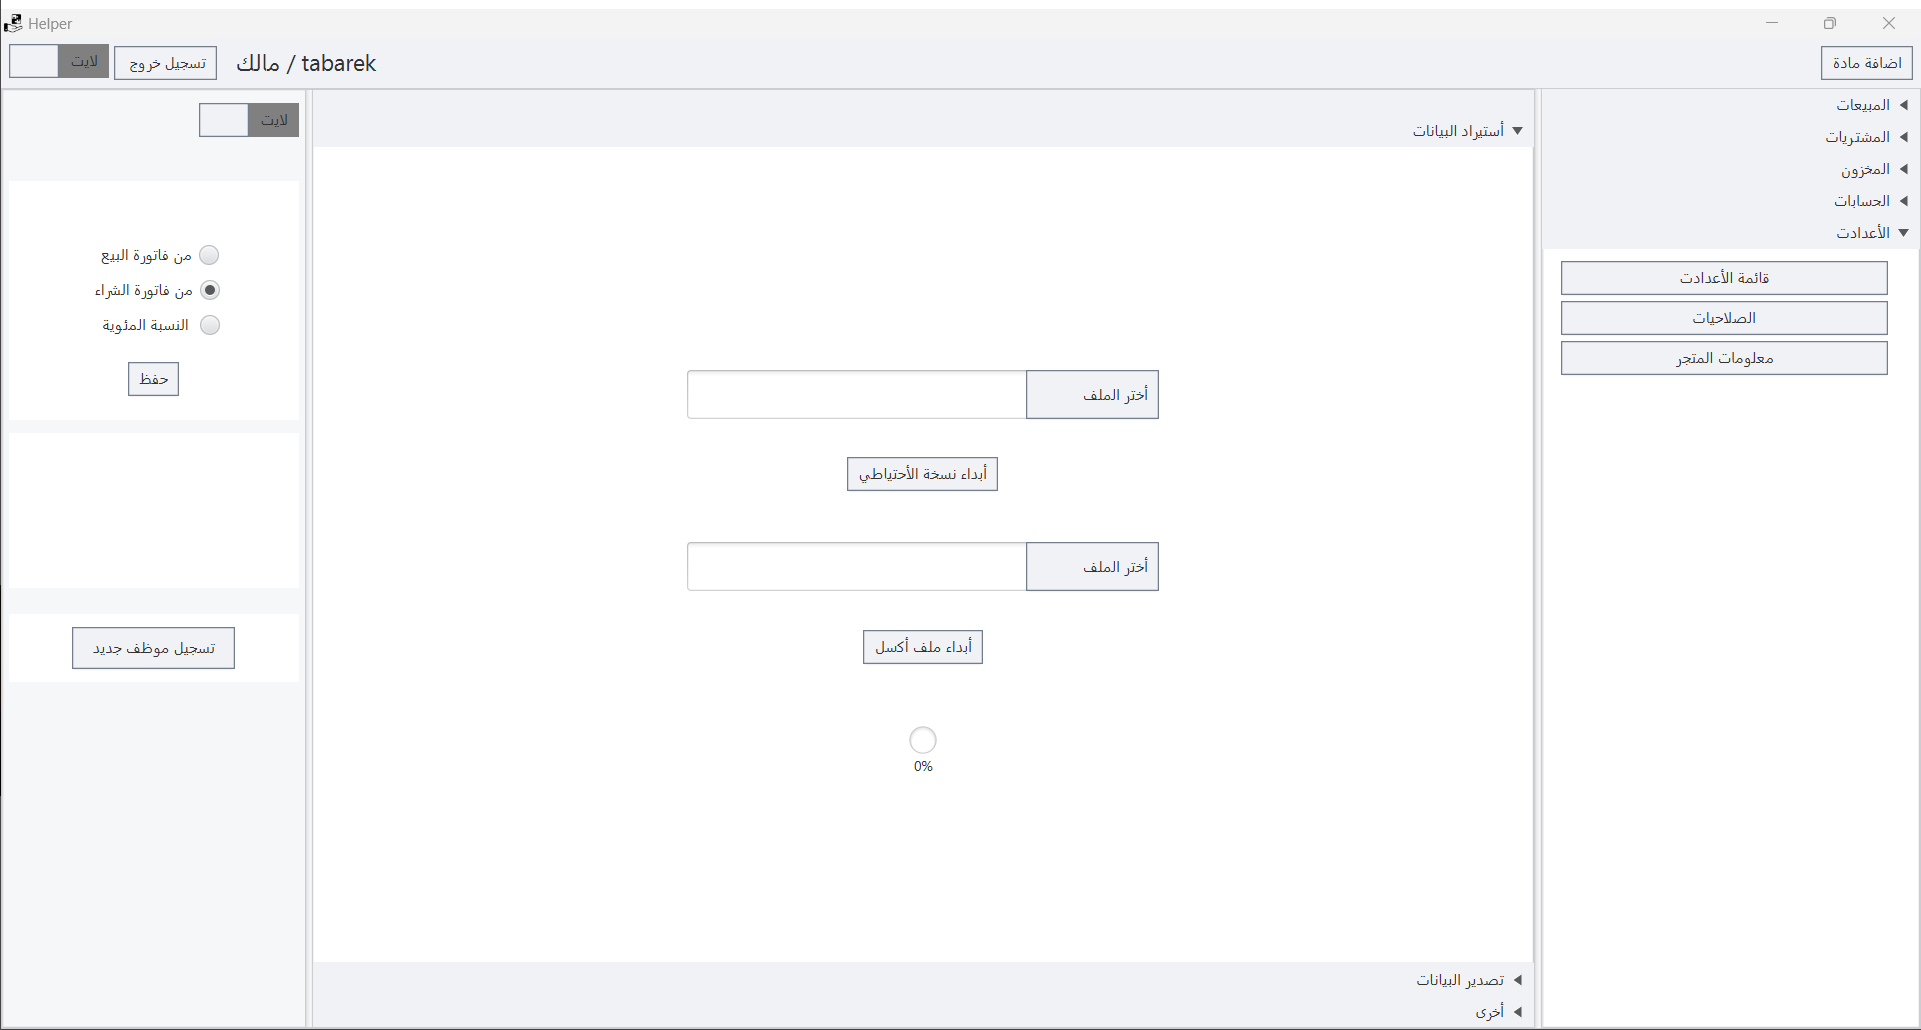 Helper
اضافة مادة
tabarek / مالك
تسجيل خروج
لايت
المبيعات
المشتريات
المخزون
الحسابات
الأعدادت
قائمة الأعدادت
الصلاحيات
معلومات المتجر
أستيراد البيانات
أختر الملف
أبداء نسخة الأحتياطي
أختر الملف
أبداء ملف أكسل
0%
تصدير البيانات
أخرى
لايت
من فاتورة البيع
من فاتورة الشراء
النسبة المئوية
حفظ
تسجيل موظف جديد